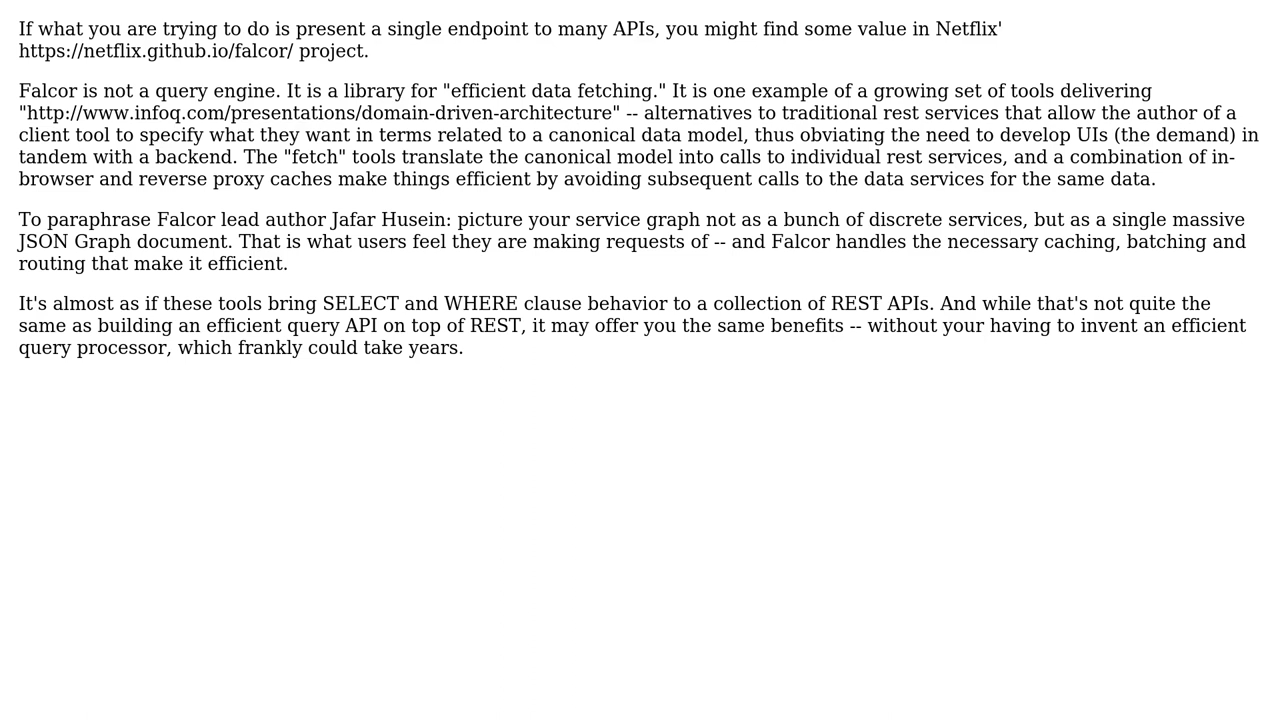 If what you are trying to do is present a single endpoint to many APIs, you might find some value in Netflix'
https://netflix.github.io/falcor/ project.
Falcor is not a query engine. It is a library for "efficient data fetching." It is one example of a growing set of tools delivering
"http://www.infoq.com/presentations/domain-driven-architecture" -- alternatives to traditional rest services that allow the author of a
client tool to specify what they want in terms related to a canonical data model, thus obviating the need to develop UIs (the demand) in
tandem with a backend. The "fetch" tools translate the canonical model into calls to individual rest services, and a combination of in-
browser and reverse proxy caches make things efficient by avoiding subsequent calls to the data services for the same data.
To paraphrase Falcor lead author Jafar Husein: picture your service graph not as a bunch of discrete services, but as a single massive
JSON Graph document. That is what users feel they are making requests of -- and Falcor handles the necessary caching, batching and
routing that make it efficient.
It's almost as if these tools bring SELECT and WHERE clause behavior to a collection of REST APIs. And while that's not quite the
same as building an efficient query API on top of REST, it may offer you the same benefits -- without your having to invent an efficient
query processor, which frankly could take years.